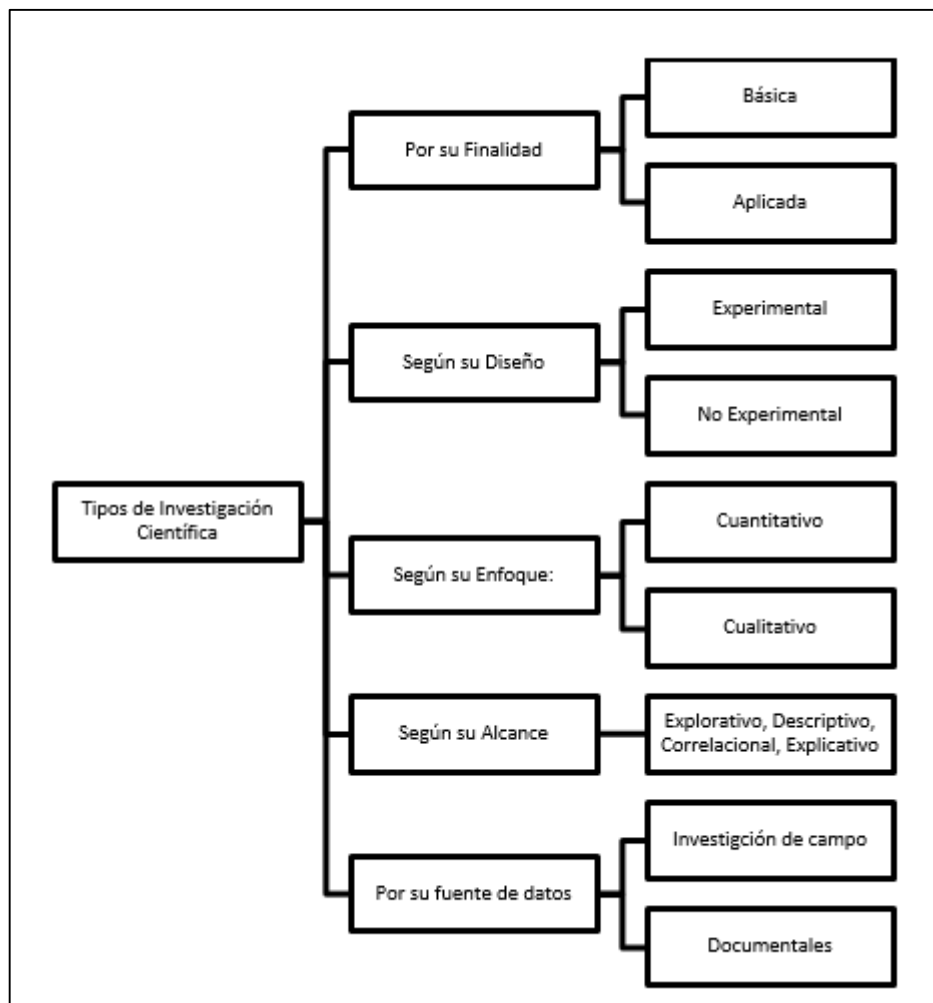 Tipos de Investigación
Científica
Por su Finalidad
Básica
Aplicada
Según su Diseño
Experimental
No Experimental
Según su Enfoque:
Cuantitativo
Cualitativo
Según su Alcance
Explorativo, Descriptivo,
Correlacional, Explicativo
Por su fuente de datos
Investigción de campo
Documentales